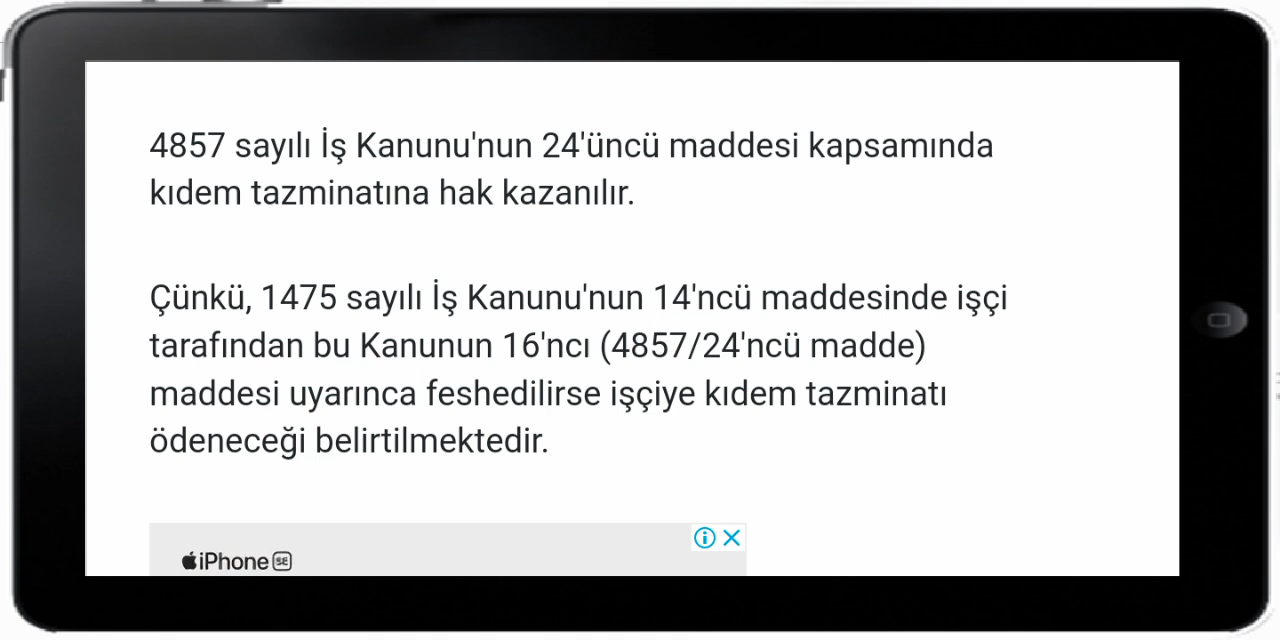 4857 sayılı İş Kanunu'nun 24'üncü maddesi kapsamında
kıdem tazminatına hak kazanılır.
Çünkü, 1475 sayılı İş Kanunu'nun 14'ncü maddesinde işçi
tarafından bu Kanunun 16'ncı (4857/24'ncü madde)
maddesi uyarınca feshedilirse işçiye kıdem tazminatı
ödeneceği belirtilmektedir.
iPhone SE